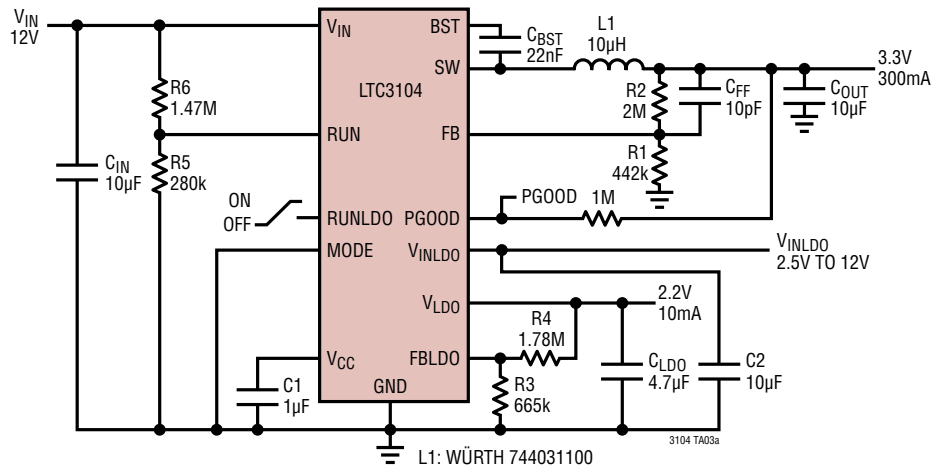 VIN
12V
VIN
BST
CBST
22nF
L1
10µH
SW
3.3V
300mA
R6
1.47M
LTC3104
R2
2M
CFF
10pF
COUT
10µF
RUN
FB
CIN
10µF
R5
280k
R1
442k
ON
OFF
RUNLDO
PGOOD
PGOOD
1M
MODE
VINLDO
VINLDO
2.5V TO 12V
VLDO
2.2V
10mA
R4
1.78M
VCC
FBLDO
C1
1µF
GND
R3
665k
CLDO
4.7µF
C2
10µF
3104 TA03a
L1: WÜRTH 744031100